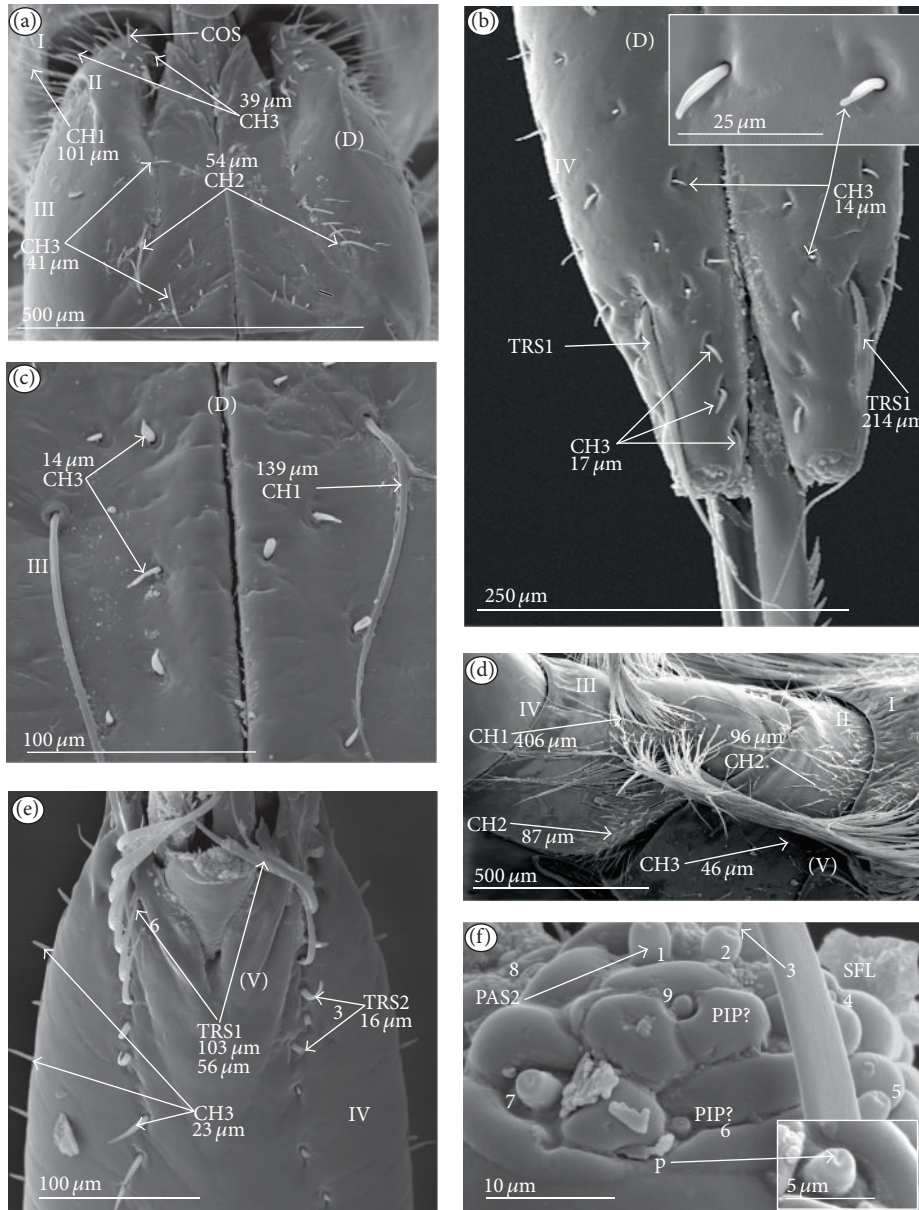 (a)
I
COS
II
39 μm
CH3
CH1
101 μm
(D)
54 μm
CH2
III
CH3
41 μm
500 μm
(b)
(D)
25 μm
IV
CH3
14 μm
TRS1
TRS1
214 μm
CH3
17 μm
250 μm
(c)
(D)
14 μm
CH3
139 μm
CH1
III
100 μm
(d)
III
I
IV
II
CH1
406 μm
96 μm
CH2
CH2
87 μm
CH3
46 μm
(V)
500 μm
(e)
6
(V)
TRS2
3
16 μm
TRS1
103 μm
56 μm
CH3
23 μm
IV
100 μm
(f)
1
2
3
SFL
8
PAS2
9
4
PIP?
7
5
PIP?
6
p
10 μm
5 μm